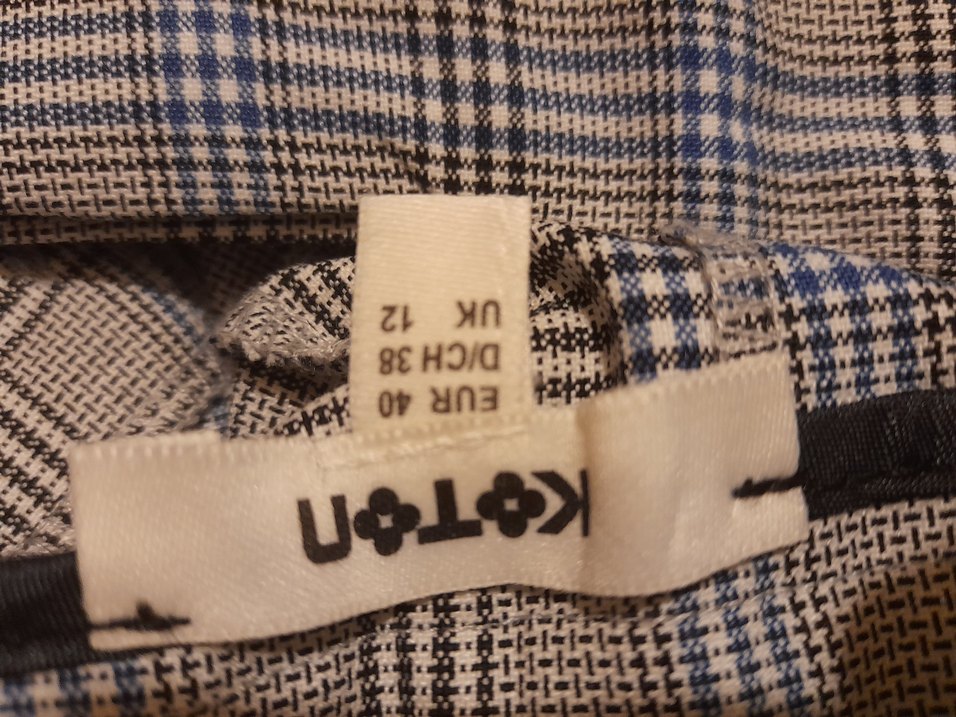 KOTON
EUR 40
D/CH 38
UK 12